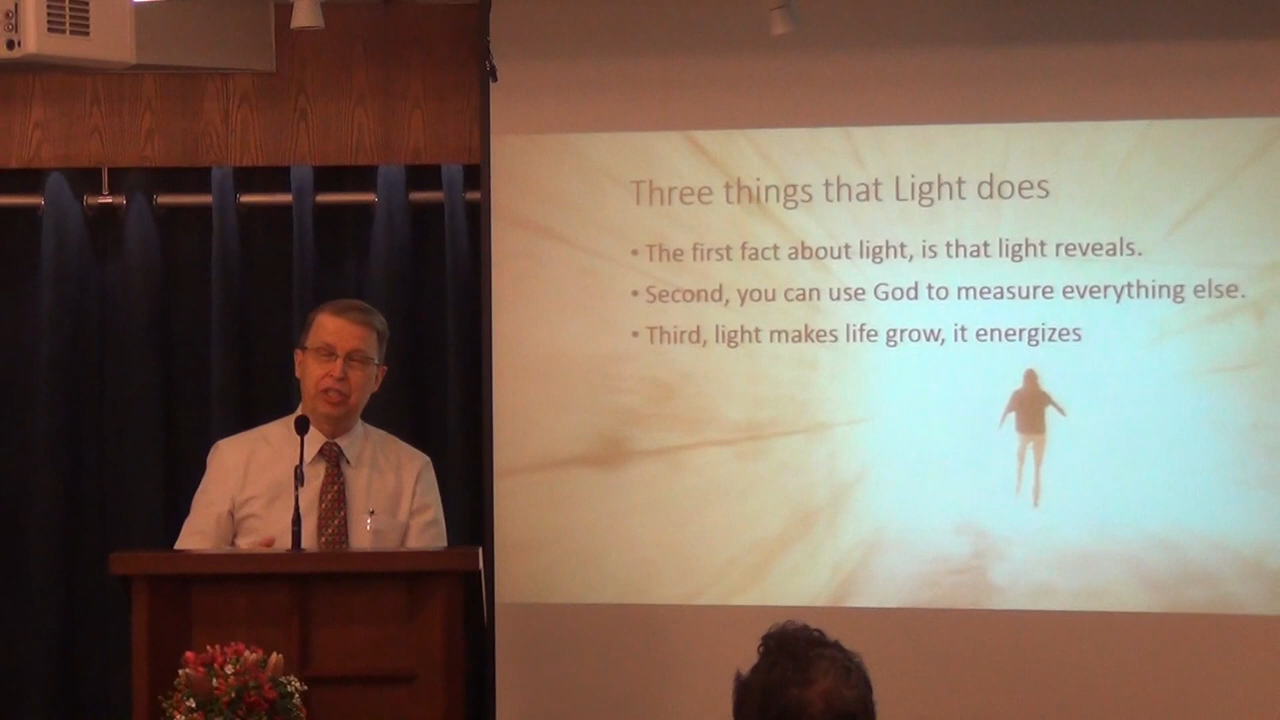 Three things that Light does
• The first fact about light, is that light reveals.
• Second, you can use God to measure everything else.
• Third, light makes life grow, it energizes